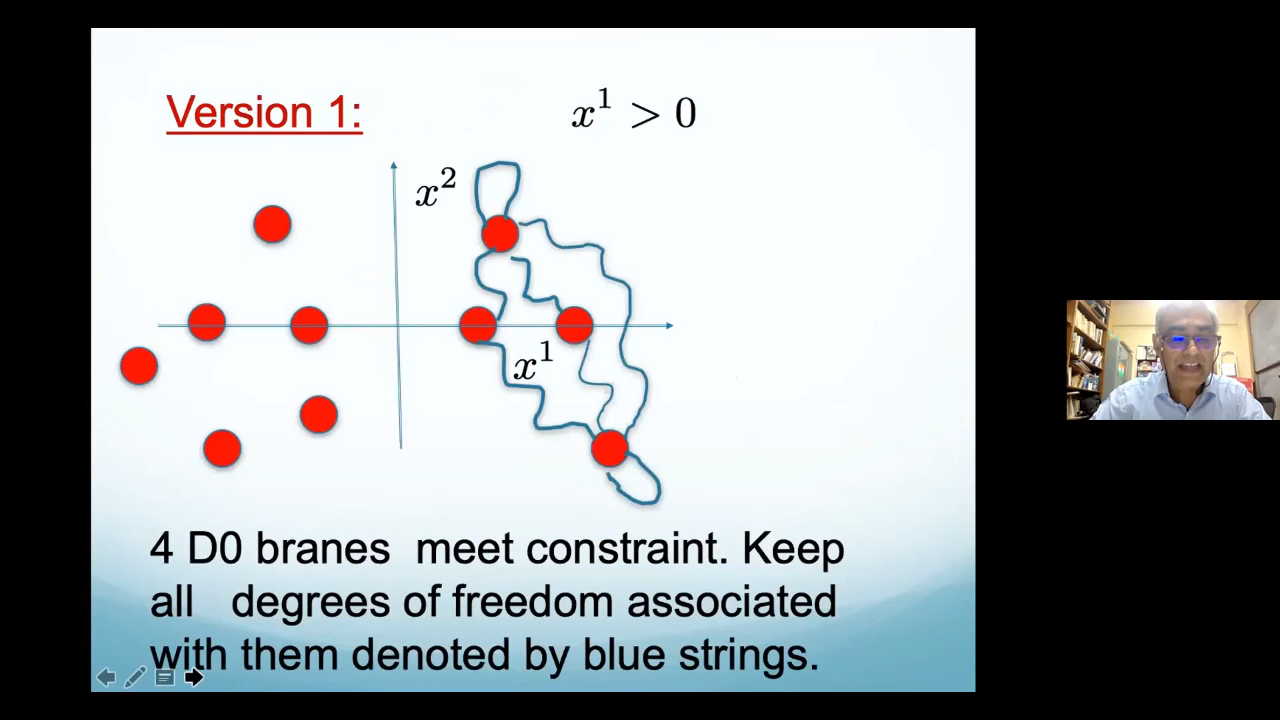 Version 1:
x¹ > 0
x²
x¹
4 D0 branes meet constraint. Keep
all degrees of freedom associated
with them denoted by blue strings.